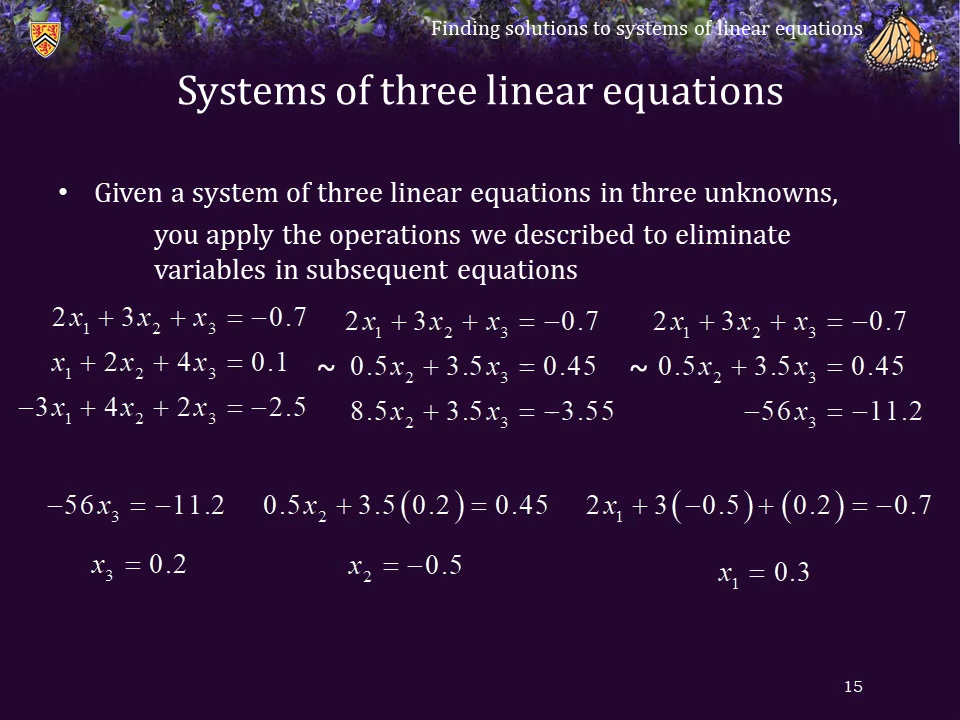 Finding solutions to systems of linear equations
Systems of three linear equations
• Given a system of three linear equations in three unknowns,
you apply the operations we described to eliminate
variables in subsequent equations
2x₁ + 3x₂ + x₃ = −0.7
x₁ + 2x₂ + 4x₃ = 0.1
−3x₁ + 4x₂ + 2x₃ = −2.5
~
2x₁ + 3x₂ + x₃ = −0.7
0.5x₂ + 3.5x₃ = 0.45
8.5x₂ + 3.5x₃ = −3.55
~
2x₁ + 3x₂ + x₃ = −0.7
0.5x₂ + 3.5x₃ = 0.45
−56x₃ = −11.2
−56x₃ = −11.2
x₃ = 0.2
0.5x₂ + 3.5(0.2) = 0.45
x₂ = −0.5
2x₁ + 3(−0.5) + (0.2) = −0.7
x₁ = 0.3
15